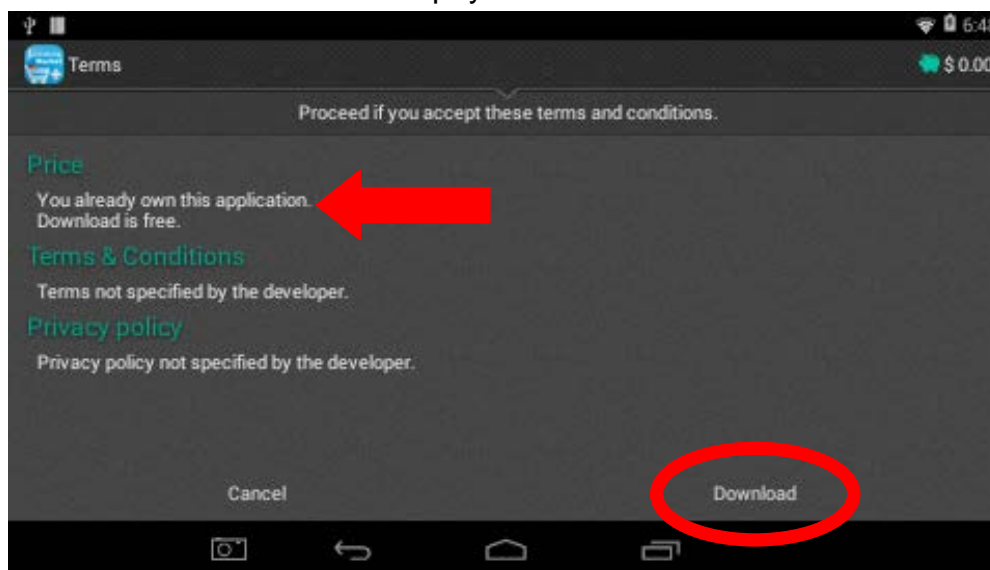 6:48
Terms
$ 0.00
Proceed if you accept these terms and conditions.
Price
You already own this application.
Download is free.
Terms & Conditions
Terms not specified by the developer.
Privacy policy
Privacy policy not specified by the developer.
Cancel
Download